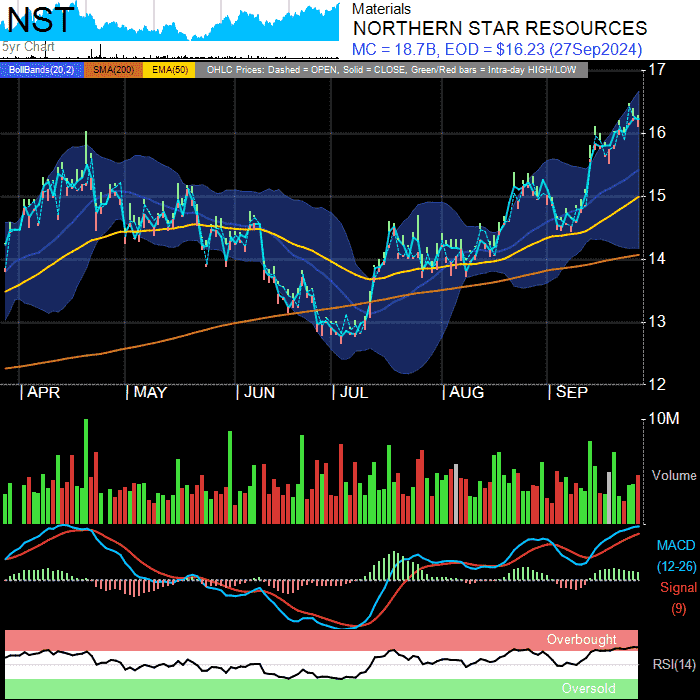 NST
5yr Chart
Materials
NORTHERN STAR RESOURCES
MC = 18.7B, EOD = $16.23 (27Sep2024)
BollBands(20,2) SMA(200) EMA(50) OHLC Prices: Dashed = OPEN, Solid = CLOSE, Green/Red bars = Intra-day HIGH/LOW
17
16
15
14
13
12
APR MAY JUN JUL AUG SEP
10M
Volume
MACD
(12-26)
Signal
(9)
Overbought
RSI(14)
Oversold